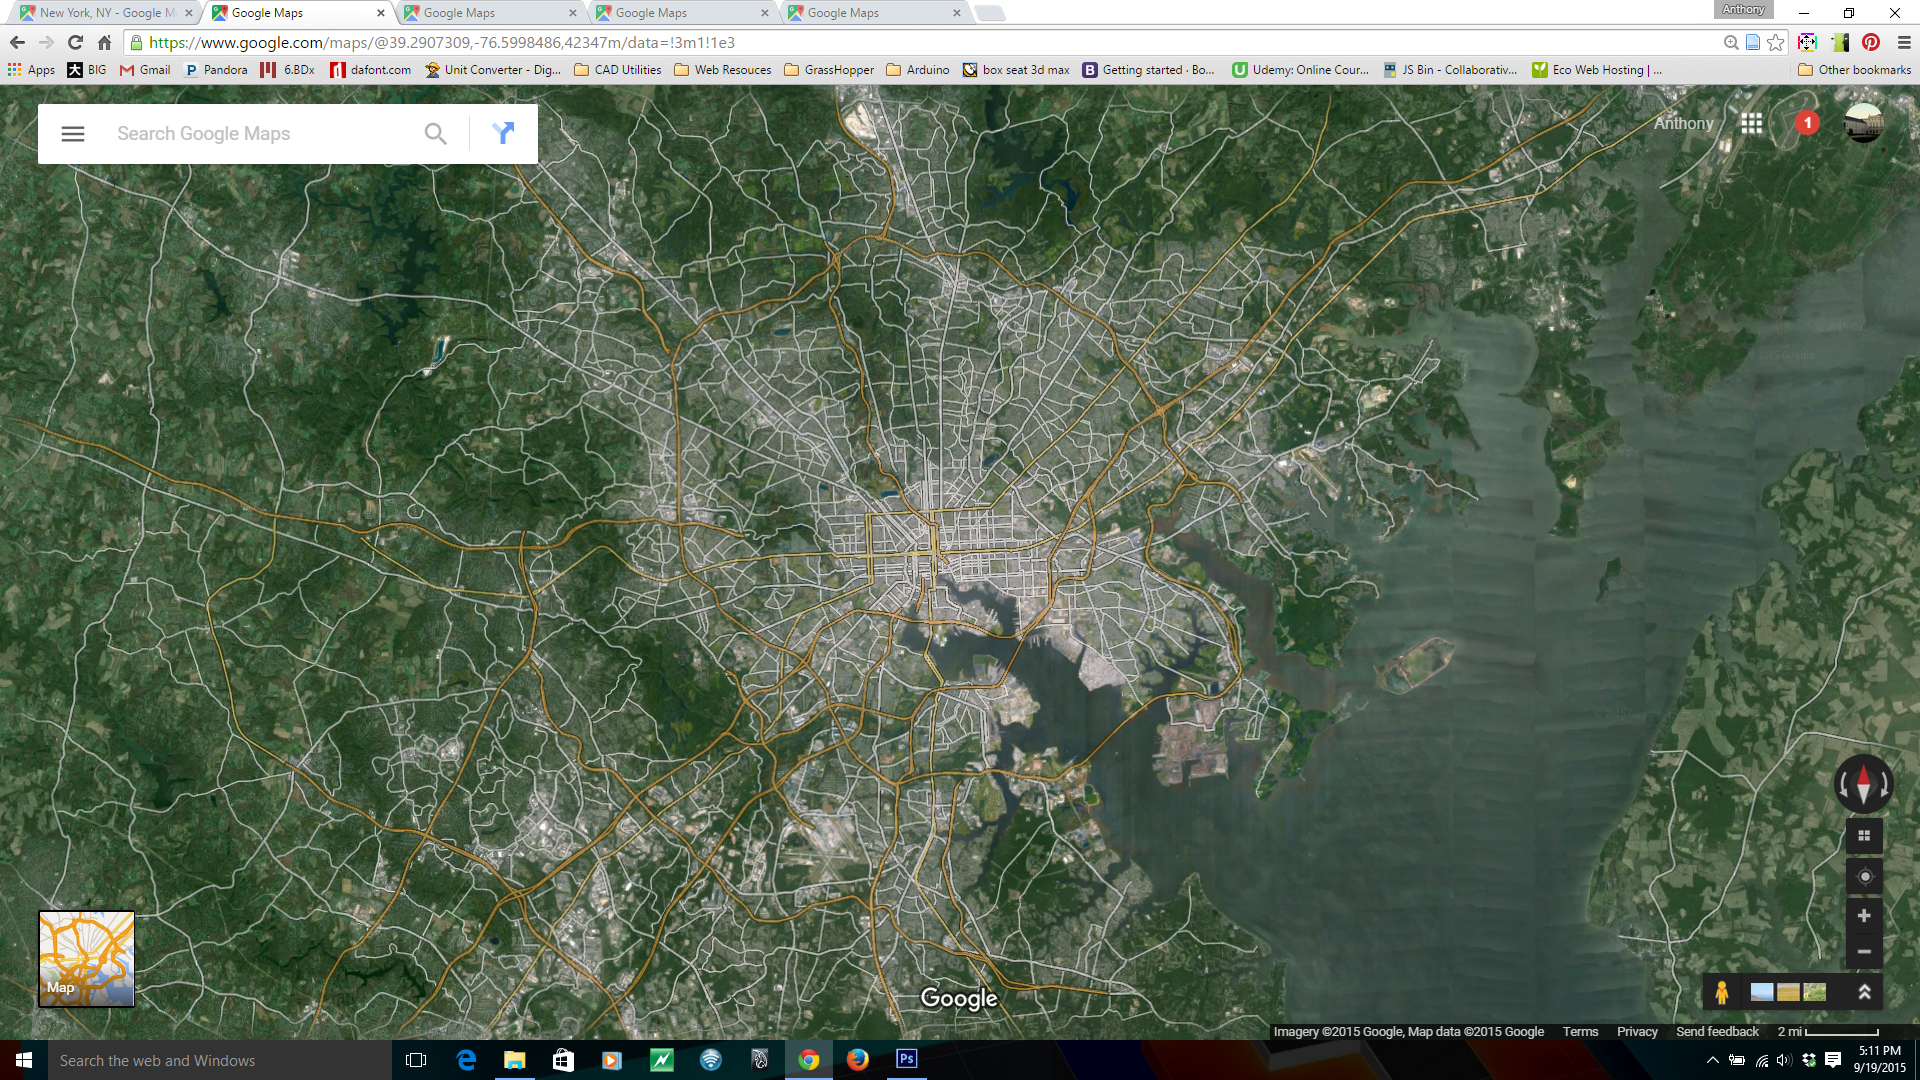 New York, NY - Google M
Google Maps
Google Maps
Google Maps
Google Maps
Anthony
https://www.google.com/maps/@39.2907309,-76.5998486,42347m/data=!3m1!1e3
Apps
BIG
Gmail
Pandora
6.BDx
dafont.com
Unit Converter - Dig...
CAD Utilities
Web Resouces
GrassHopper
Arduino
box seat 3d max
Getting started · Bo...
Udemy: Online Cour...
JS Bin - Collaborativ...
Eco Web Hosting | ...
Other bookmarks
Search Google Maps
Anthony
1
Map
Google
Imagery ©2015 Google, Map data ©2015 Google
Terms
Privacy
Send feedback
2 mi
Search the web and Windows
Ps
5:11 PM
9/19/2015